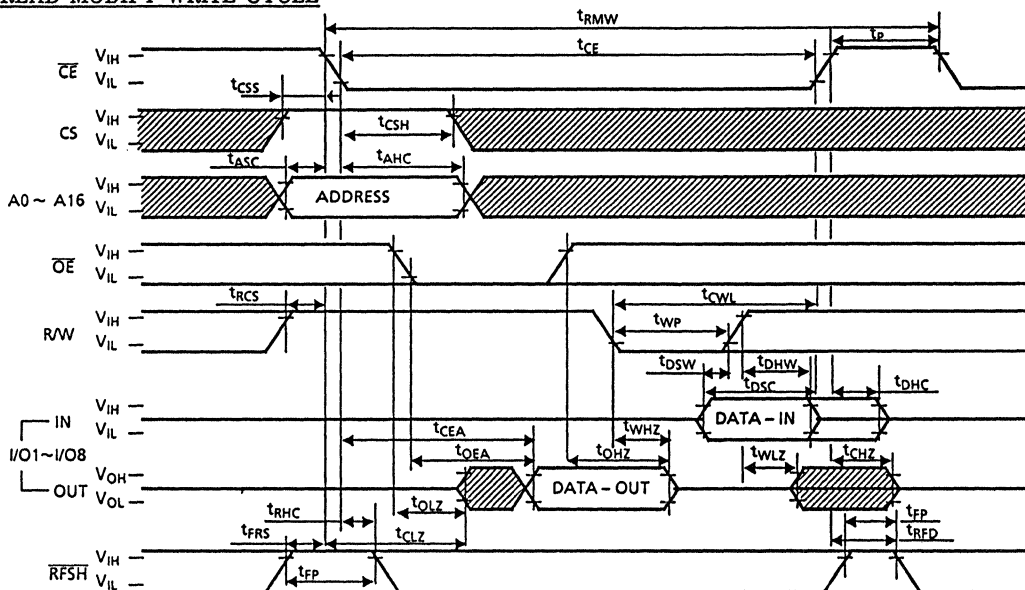 READ MODIFY WRITE CYCLE
tRMW
tP
tCE
CE
VIH
VIL
tCSS
CS
VIH
VIL
tCSH
tASC
tAHC
A0 ~ A16
VIH
VIL
ADDRESS
OE
VIH
VIL
tRCS
tCWL
R/W
VIH
VIL
tWP
tDSW
tDHW
tDSC
tDHC
IN
VIH
VIL
DATA-IN
I/O1~I/O8
tCEA
tWHZ
tOEA
tOHZ
tWLZ
tCHZ
OUT
VOH
VOL
DATA-OUT
tOLZ
tRHC
tFP
tFRS
tCLZ
tRFD
RFSH
VIH
VIL
tFP